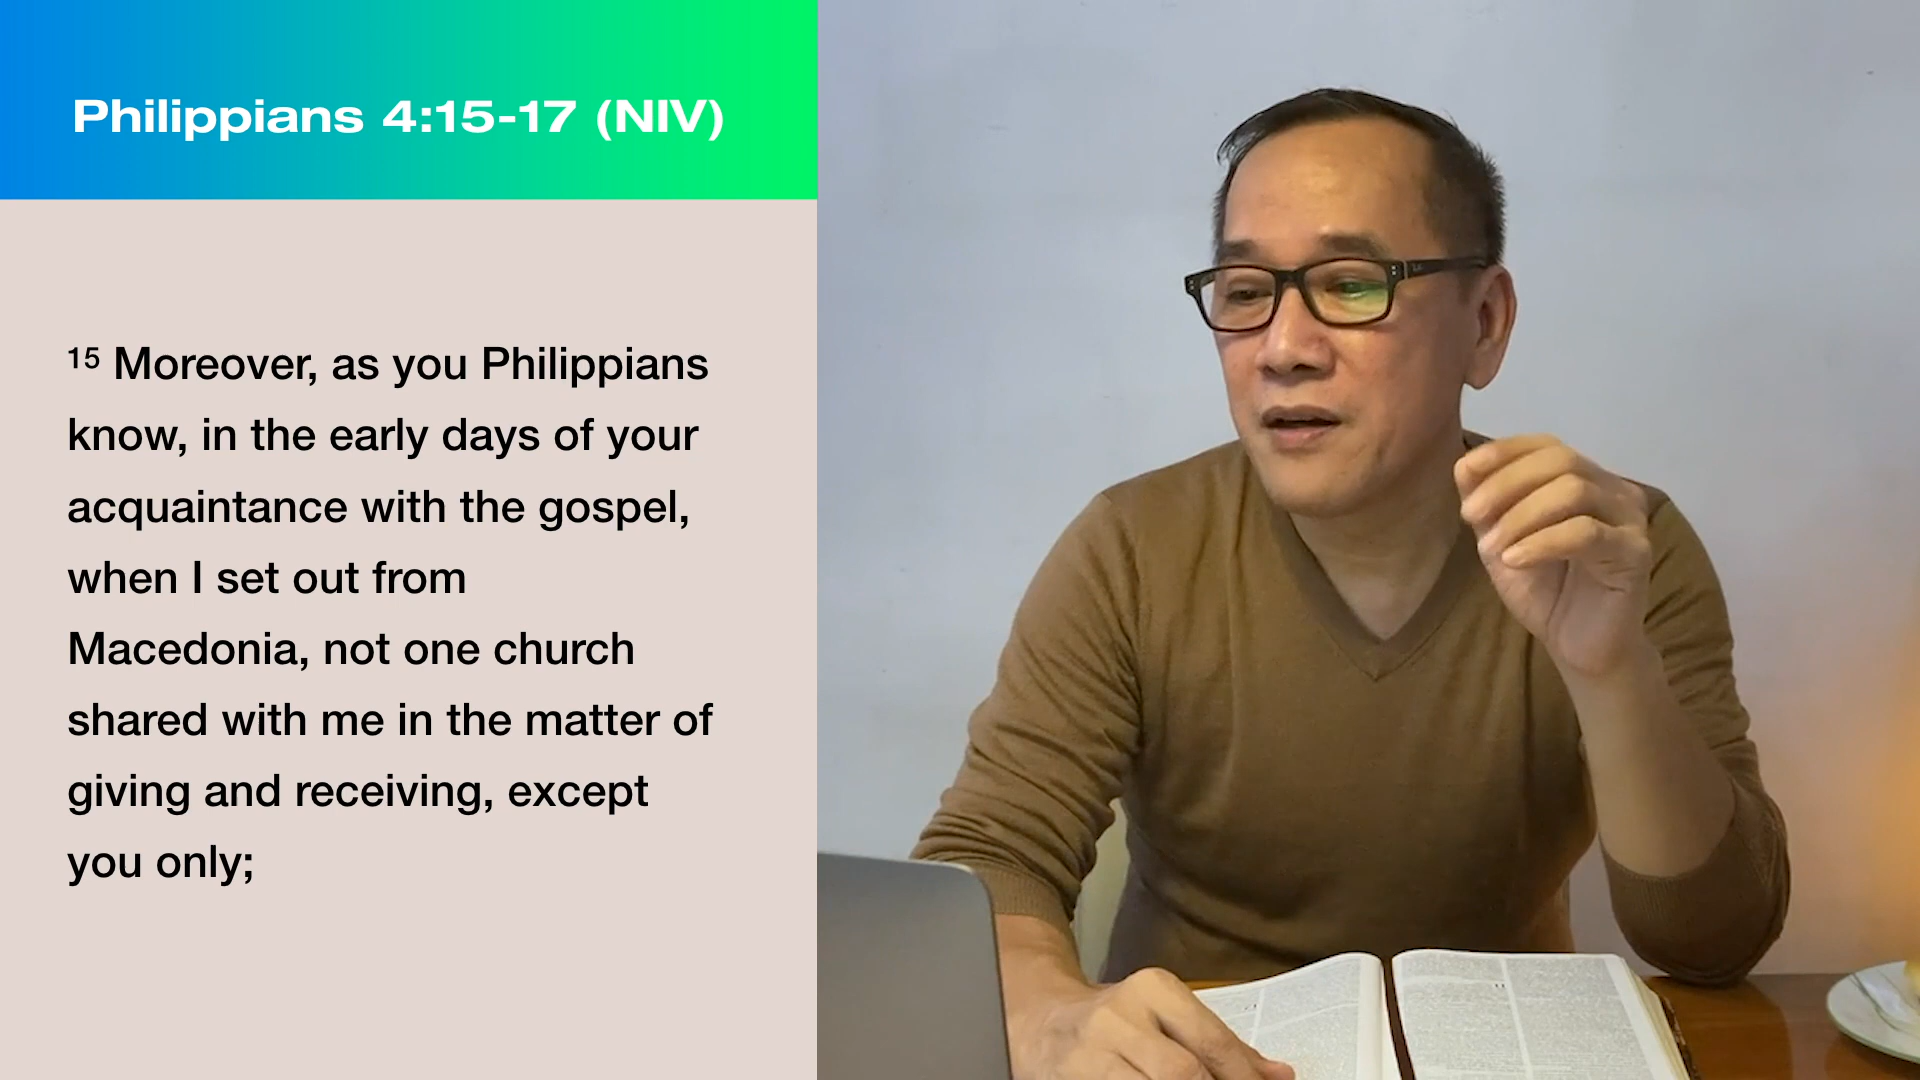 Philippians 4:15-17 (NIV)
15 Moreover, as you Philippians
know, in the early days of your
acquaintance with the gospel,
when I set out from
Macedonia, not one church
shared with me in the matter of
giving and receiving, except
you only;